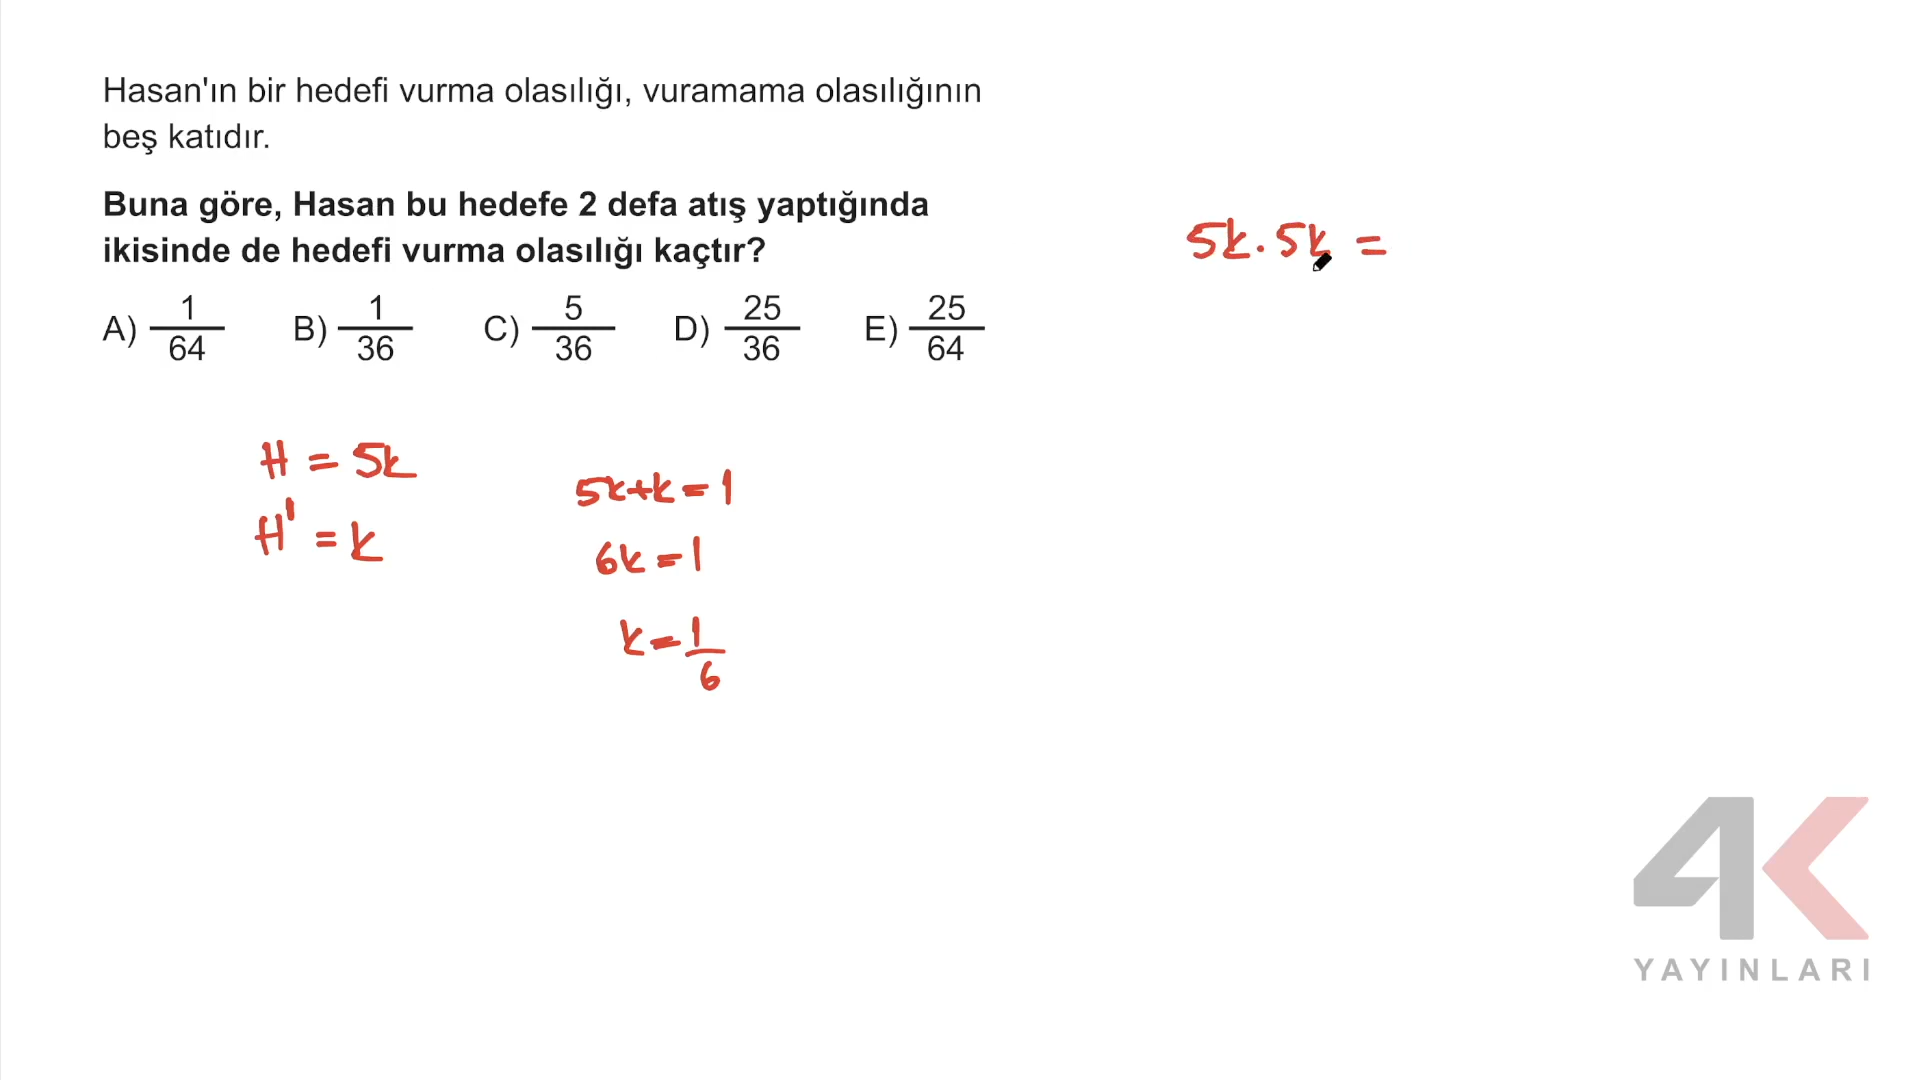 Hasan'ın bir hedefi vurma olasılığı, vuramama olasılığının
beş katıdır.
Buna göre, Hasan bu hedefe 2 defa atış yaptığında
ikisinde de hedefi vurma olasılığı kaçtır?
A) 1/64 B) 1/36 C) 5/36 D) 25/36 E) 25/64
5k . 5k =
H = 5k
H' = k
5k+k=1
6k=1
k=1/6
4K
YAYINLARI